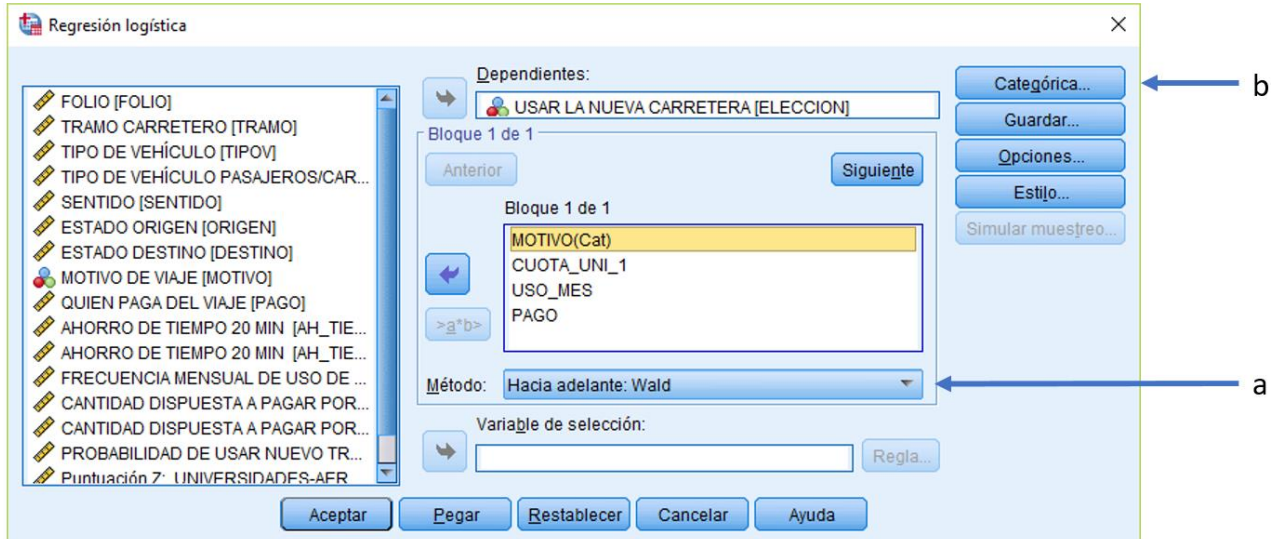 Regresión logística
FOLIO [FOLIO]
TRAMO CARRETERO [TRAMO]
TIPO DE VEHÍCULO [TIPOV]
TIPO DE VEHÍCULO PASAJEROS/CAR...
SENTIDO [SENTIDO]
ESTADO ORIGEN [ORIGEN]
ESTADO DESTINO [DESTINO]
MOTIVO DE VIAJE [MOTIVO]
QUIEN PAGA DEL VIAJE [PAGO]
AHORRO DE TIEMPO 20 MIN [AH_TIE...
AHORRO DE TIEMPO 20 MIN [AH_TIE...
FRECUENCIA MENSUAL DE USO DE ...
CANTIDAD DISPUESTA A PAGAR POR...
CANTIDAD DISPUESTA A PAGAR POR...
PROBABILIDAD DE USAR NUEVO TR...
Puntuación Z: UNIVERSIDADES-AER
Dependientes:
USAR LA NUEVA CARRETERA [ELECCION]
Bloque 1 de 1
Anterior
Siguiente
Bloque 1 de 1
MOTIVO(Cat)
CUOTA_UNI_1
USO_MES
PAGO
>a*b>
Método:
Hacia adelante: Wald
a
Variable de selección:
Regla...
Categórica...
b
Guardar...
Opciones...
Estilo...
Simular muestreo...
Aceptar
Pegar
Restablecer
Cancelar
Ayuda